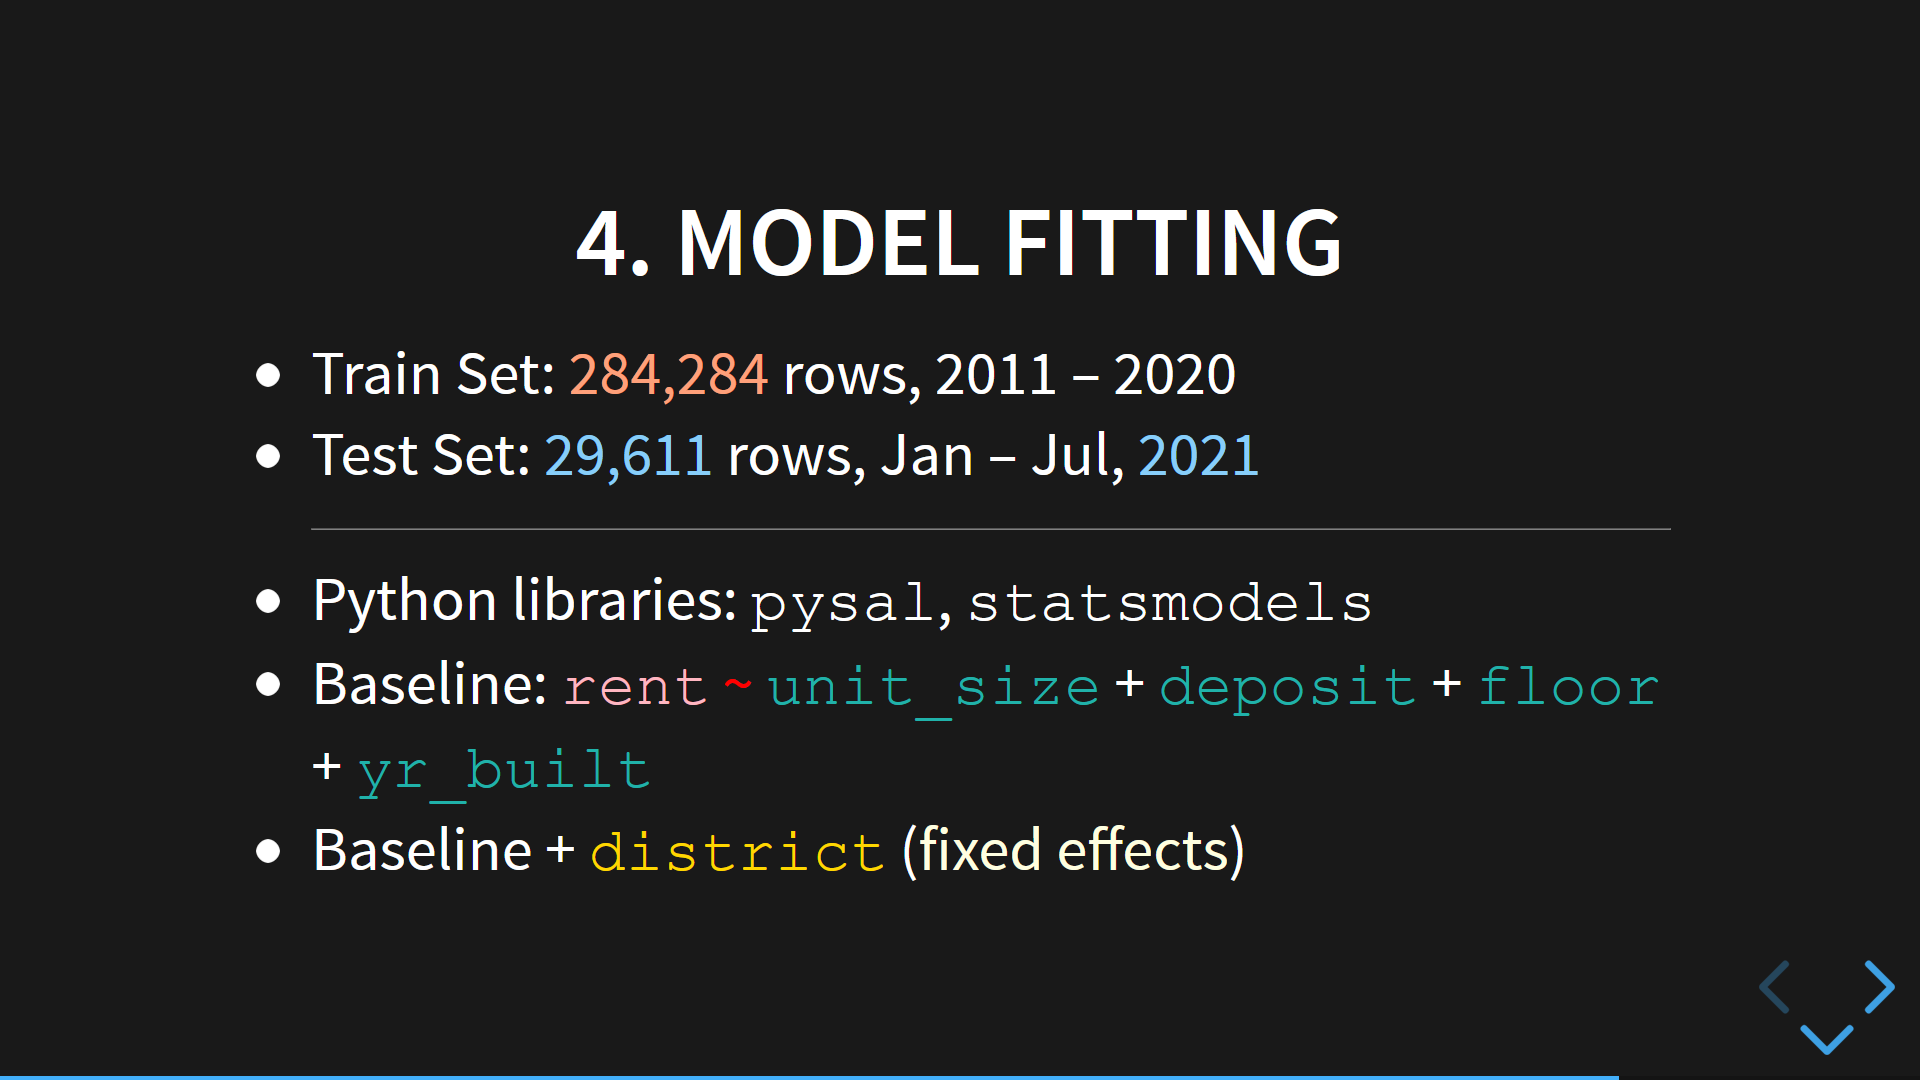 4. MODEL FITTING
Train Set: 284,284 rows, 2011 – 2020
Test Set: 29,611 rows, Jan – Jul, 2021
Python libraries: pysal, statsmodels
Baseline: rent ~ unit_size + deposit + floor
+ yr_built
Baseline + district (fixed effects)